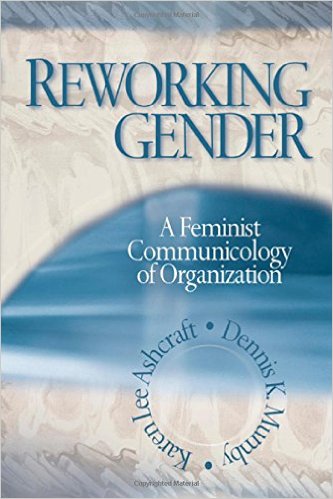 REWORKING
GENDER
A Feminist
Communicology
of Organization
Karen Lee Ashcraft • Dennis K. Mumby •